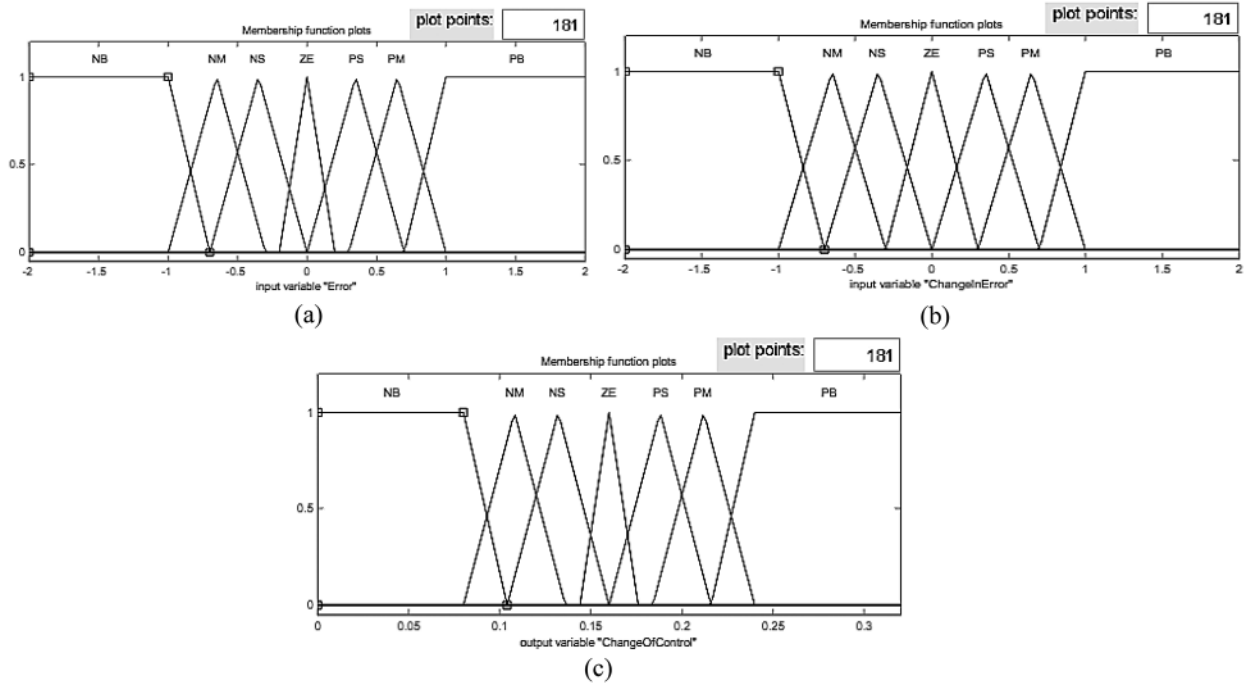 plot points: 181
Membership function plots
NB NM NS ZE PS PM PB
1
0.5
0
-2 -1.5 -1 -0.5 0 0.5 1 1.5 2
input variable "Error"
(a)
plot points: 181
Membership function plots
NB NM NS ZE PS PM PB
1
0.5
0
-2 -1.5 -1 -0.5 0 0.5 1 1.5 2
input variable "ChangeInError"
(b)
plot points: 181
Membership function plots
NB NM NS ZE PS PM PB
1
0.5
0
0 0.05 0.1 0.15 0.2 0.25 0.3
output variable "ChangeOfControl"
(c)